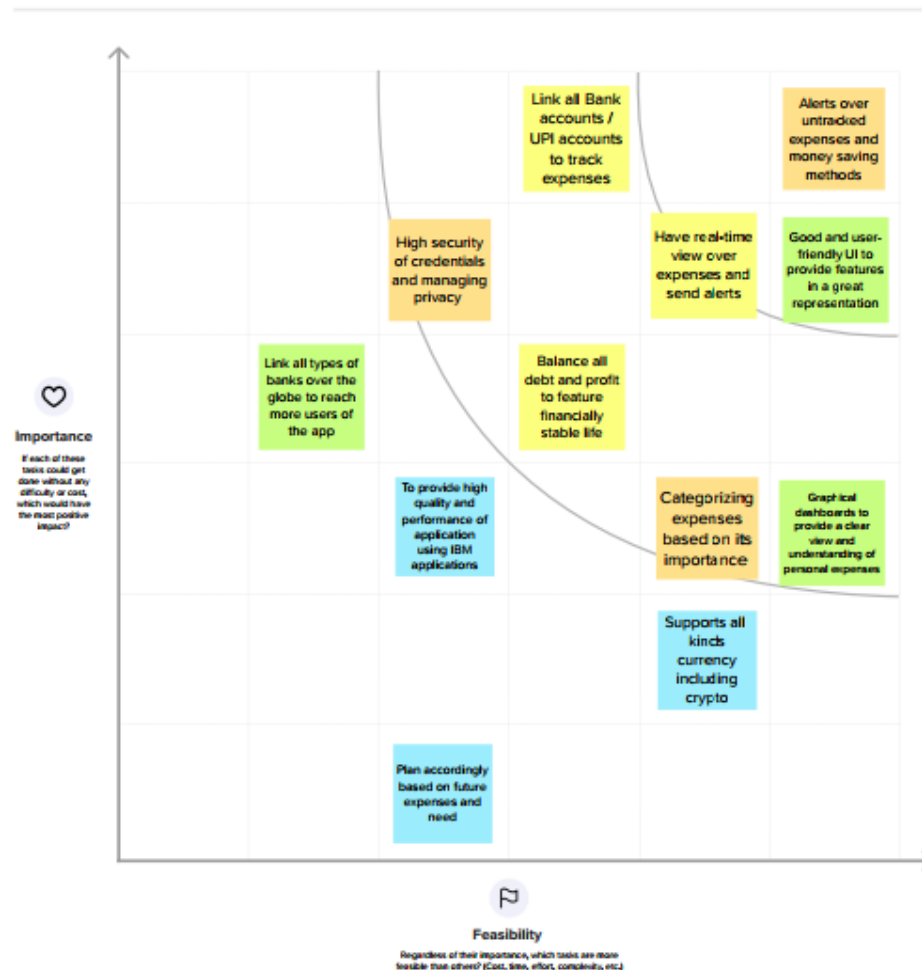 Link all Bank
accounts /
UPI accounts
to track
expenses
Alerts over
untracked
expenses and
money saving
methods
High security
of credentials
and managing
privacy
Have real-time
view over
expenses and
send alerts
Good and user-
friendly UI to
provide features
in a great
representation
Link all types of
banks over the
globe to reach
more users of
the app
Balance all
debt and profit
to feature
financially
stable life
Importance
If each of these
tasks could get
done without any
difficulty or cost,
which would have
the most positive
impact?
To provide high
quality and
performance of
application
using IBM
applications
Categorizing
expenses
based on its
importance
Graphical
dashboards to
provide a clear
view and
understanding of
personal expenses
Supports all
kinds
currency
including
crypto
Plan accordingly
based on future
expenses and
need
Feasibility
Regardless of their importance, which tasks are more
feasible than others? (Cost, time, effort, complexity, etc.)